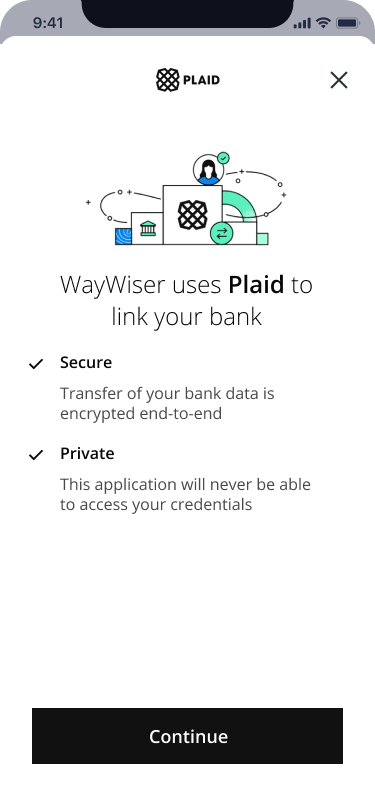 9:41
PLAID
WayWiser uses Plaid to
link your bank
Secure
Transfer of your bank data is
encrypted end-to-end
Private
This application will never be able
to access your credentials
Continue